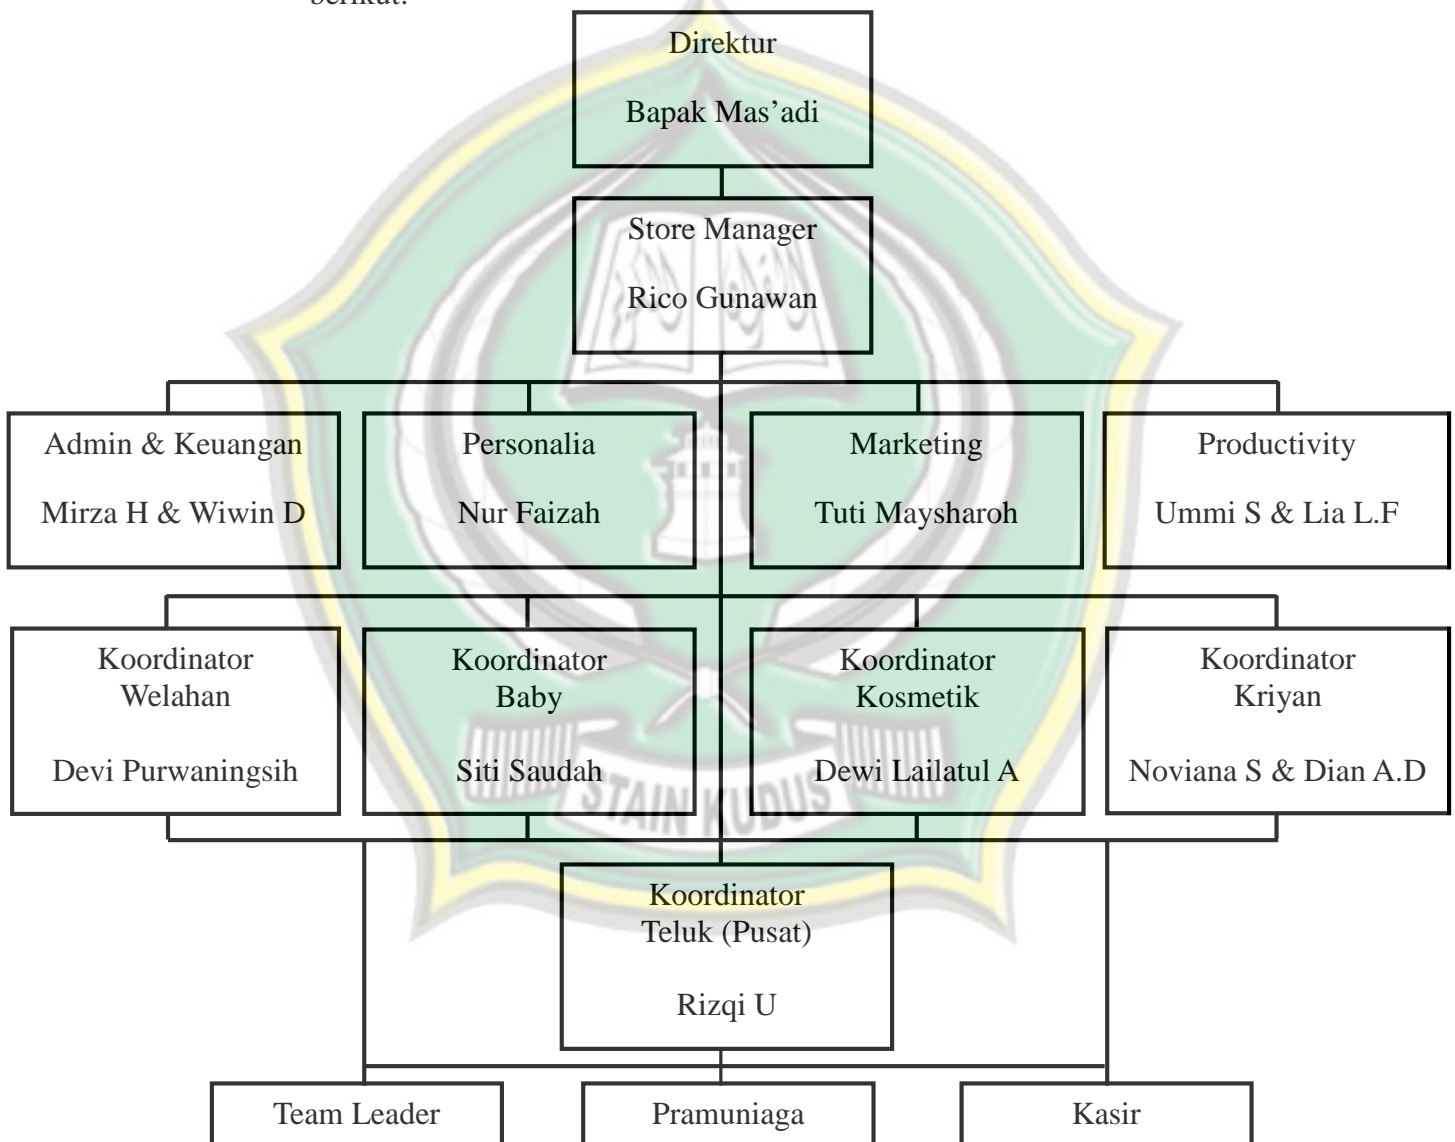 berikut:
Direktur
Bapak Mas’adi
Store Manager
Rico Gunawan
Admin & Keuangan
Mirza H & Wiwin D
Personalia
Nur Faizah
Marketing
Tuti Maysharoh
Productivity
Ummi S & Lia L.F
Koordinator
Welahan
Devi Purwaningsih
Koordinator
Baby
Siti Saudah
Koordinator
Kosmetik
Dewi Lailatul A
Koordinator
Kriyan
Noviana S & Dian A.D
STAIN KUDUS
Koordinator
Teluk (Pusat)
Rizqi U
Team Leader
Pramuniaga
Kasir